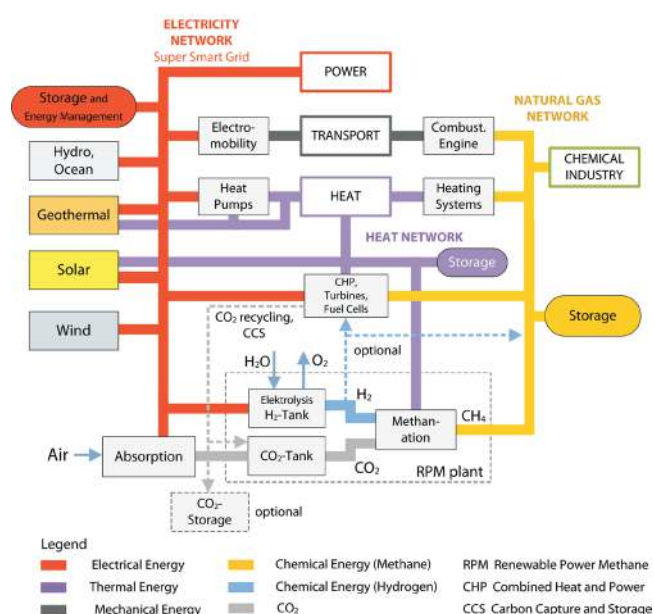 ELECTRICITY
NETWORK
Super Smart Grid
POWER
Storage and
Energy Management
NATURAL GAS
NETWORK
Electro-
mobility
TRANSPORT
Combust.
Engine
Hydro,
Ocean
CHEMICAL
INDUSTRY
Heat
Pumps
HEAT
Heating
Systems
Geothermal
HEAT NETWORK
Solar
Storage
CHP,
Turbines,
Fuel Cells
CO₂ recycling,
CCS
Storage
Wind
optional
H₂O
O₂
Elektrolysis
H₂-Tank
H₂
Methan-
ation
CH₄
Air
Absorption
CO₂-Tank
CO₂
RPM plant
CO₂-
Storage
optional
Legend
Electrical Energy
Chemical Energy (Methane)
RPM Renewable Power Methane
Thermal Energy
Chemical Energy (Hydrogen)
CHP Combined Heat and Power
Mechanical Energy
CO₂
CCS Carbon Capture and Storage